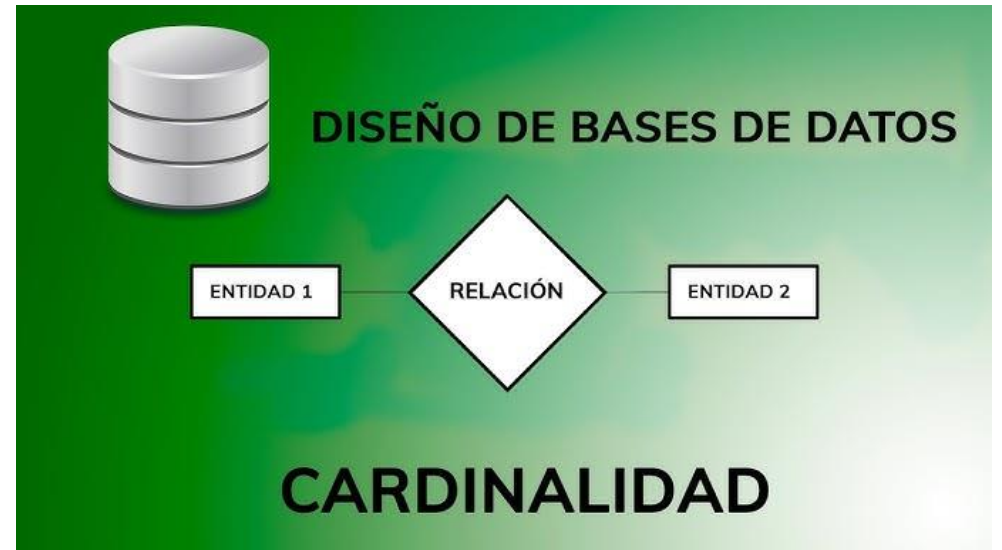 DISEÑO DE BASES DE DATOS
ENTIDAD 1
RELACIÓN
ENTIDAD 2
CARDINALIDAD